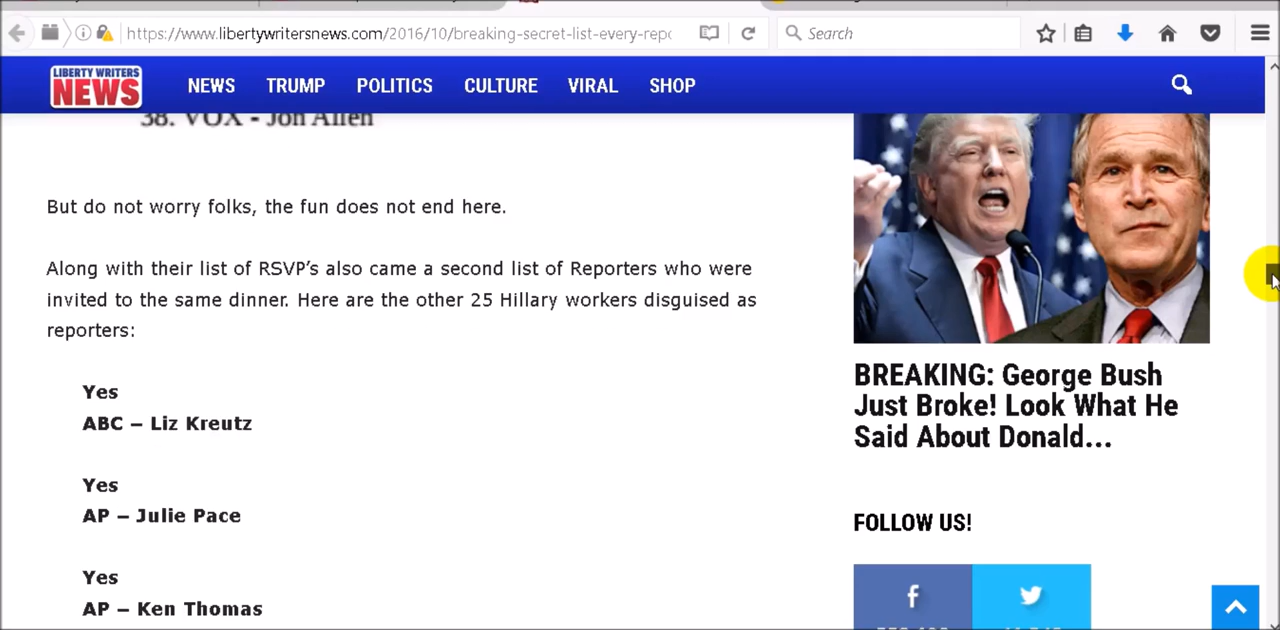 https://www.libertywritersnews.com/2016/10/breaking-secret-list-every-repo
Search
LIBERTY WRITERS
NEWS
NEWS TRUMP POLITICS CULTURE VIRAL SHOP
38. VOX - Jon Allen
But do not worry folks, the fun does not end here.
Along with their list of RSVP's also came a second list of Reporters who were
invited to the same dinner. Here are the other 25 Hillary workers disguised as
reporters:
Yes
ABC – Liz Kreutz
Yes
AP – Julie Pace
Yes
AP – Ken Thomas
BREAKING: George Bush
Just Broke! Look What He
Said About Donald...
FOLLOW US!